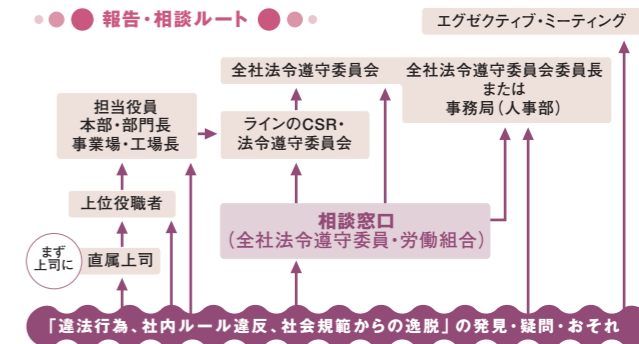 報告・相談ルート
エグゼクティブ・ミーティング
全社法令遵守委員会
全社法令遵守委員会委員長
または
事務局(人事部)
担当役員
本部・部門長
事業場・工場長
ラインのCSR・
法令遵守委員会
上位役職者
相談窓口
(全社法令遵守委員・労働組合)
まず
上司に
直属上司
「違法行為、社内ルール違反、社会規範からの逸脱」の発見・疑問・おそれ